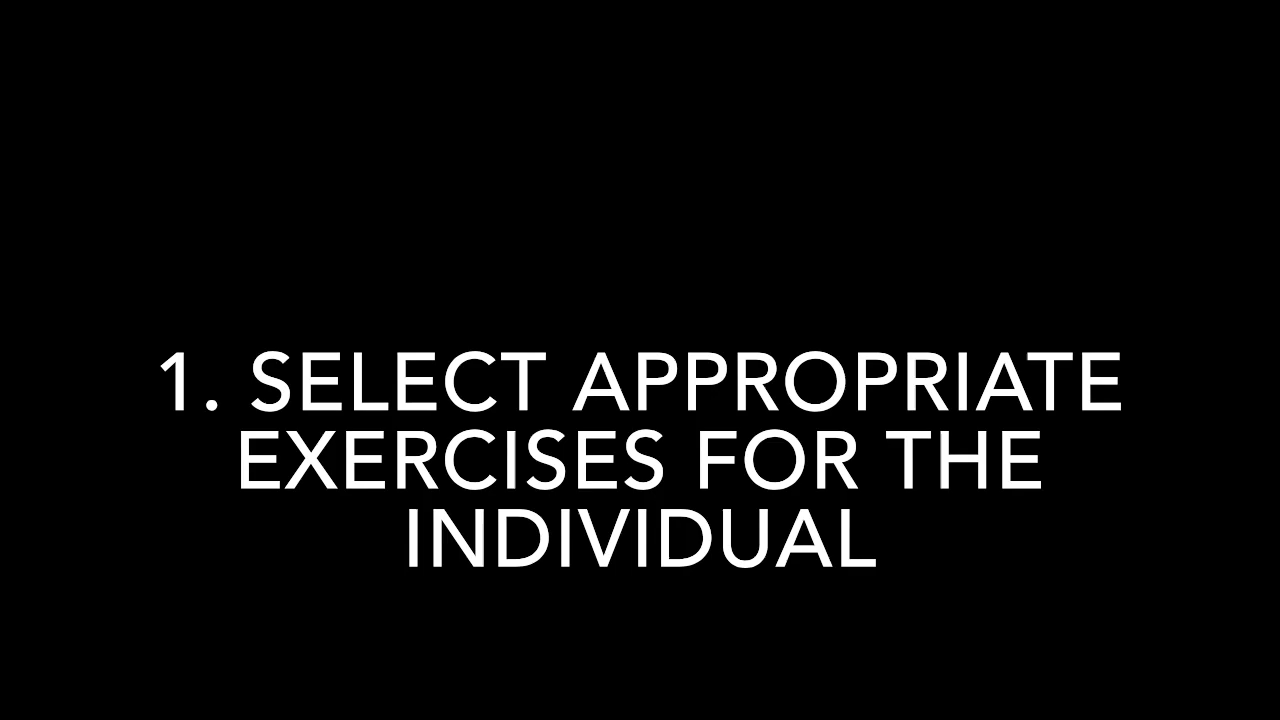 1. SELECT APPROPRIATE
EXERCISES FOR THE
INDIVIDUAL